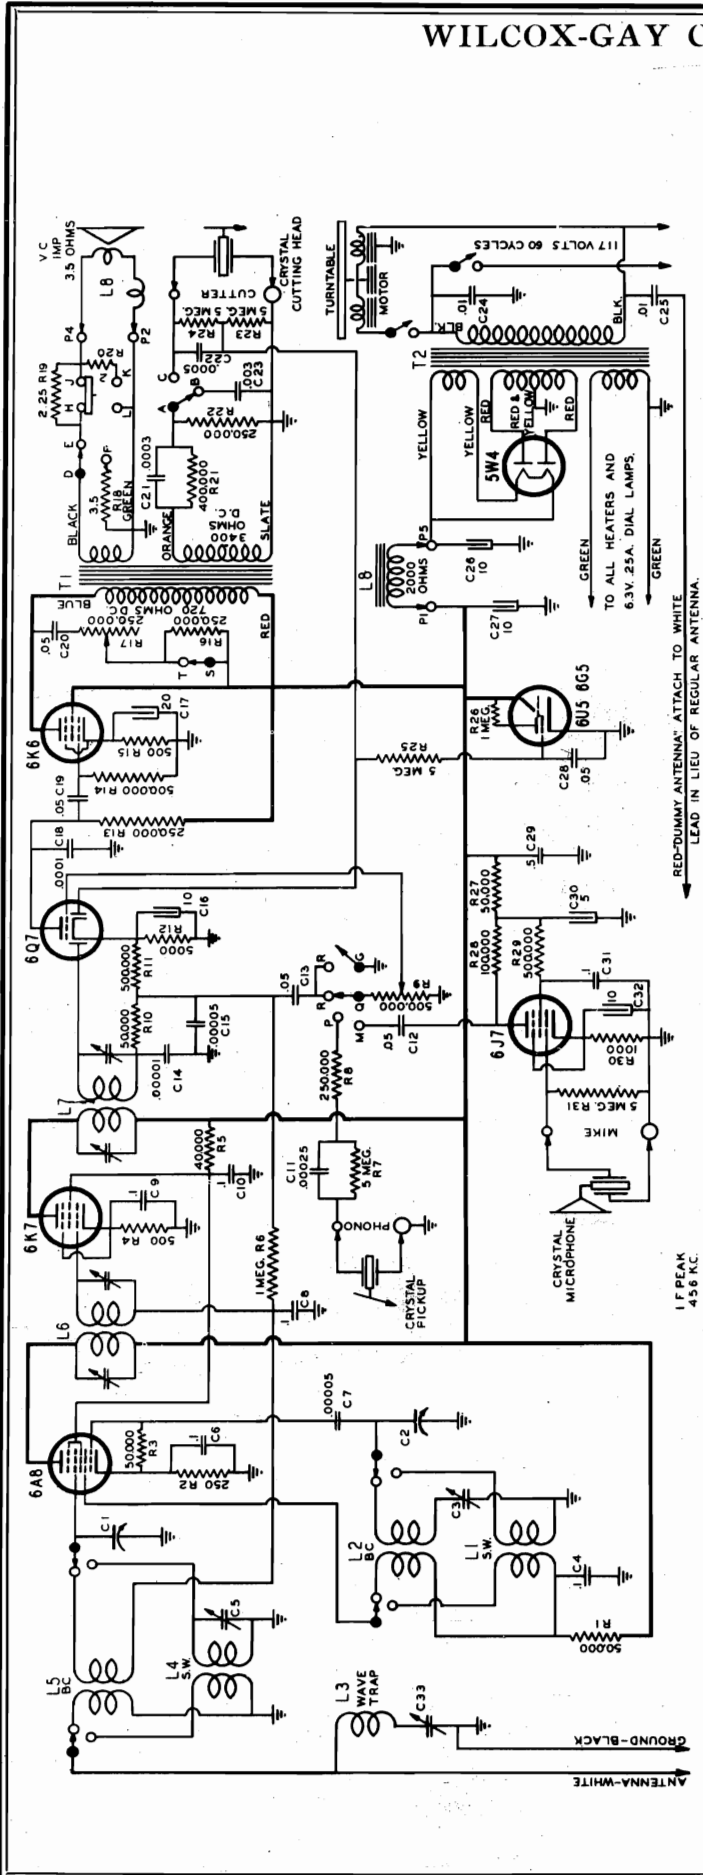 WILCOX-GAY C
V.C.
IMP
3.5 OHMS
L8
P4
P2
2.25 R19
R20
H
J
N
K
L
E
D
F
3.5
R18
BLACK
GREEN
T1
BLUE
720 OHMS D.C.
RED
ORANGE
3400
OHMS
D.C.
SLATE
C21
.0003
400,000
R21
R22
250,000
A
B
C
.003
C23
C22
.00005
R24
5 MEG.
R23
5 MEG.
CUTTER
CRYSTAL
CUTTING HEAD
.05
C20
250,000
R17
250,000
R16
T
S
6K6
20
C17
500 R15
500,000 R14
.05 C19
250,000
R13
C18
.0001
6Q7
10
C16
R12
5000
R11
500,000
R10
50,000
.00005
C15
C14
.00001
L7
6K7
40,000
R5
.1
C9
.1
C10
R4
500
1 MEG. R6
L6
.1
C8
6A8
50,000
R3
.1
C6
250 R2
.00005
C7
C2
C1
L5
BC
L4
S.W.
C5
L3
WAVE
TRAP
C33
L2
BC
L1
S.W.
C3
.1
C4
R1
50,000
ANTENNA-WHITE
GROUND-BLACK
TURNTABLE
MOTOR
117 VOLTS 60 CYCLES
.01
C24
BLK.
BLK.
.01
C25
T2
YELLOW
YELLOW
RED
RED &
YELLOW
RED
5W4
GREEN
TO ALL HEATERS AND
6.3V. .25A. DIAL LAMPS.
GREEN
L8
2000
OHMS
P5
P1
C26
10
C27
10
R25
5 MEG.
R26
1 MEG.
6U5 6G5
C28
.05
RED-"DUMMY ANTENNA" ATTACH TO WHITE
LEAD IN LIEU OF REGULAR ANTENNA.
.05
C13
R
R
G
Q
P
M
R9
500,000
.05
C12
250,000
R8
C11
.00025
5 MEG.
R7
PHONO
CRYSTAL
PICKUP
R27
50,000
R28
100,000
R29
500,000
.5 C29
C30
5
.1
C31
10
C32
6J7
R30
1000
5 MEG. R31
MIKE
CRYSTAL
MICROPHONE
I F PEAK
456 K.C.